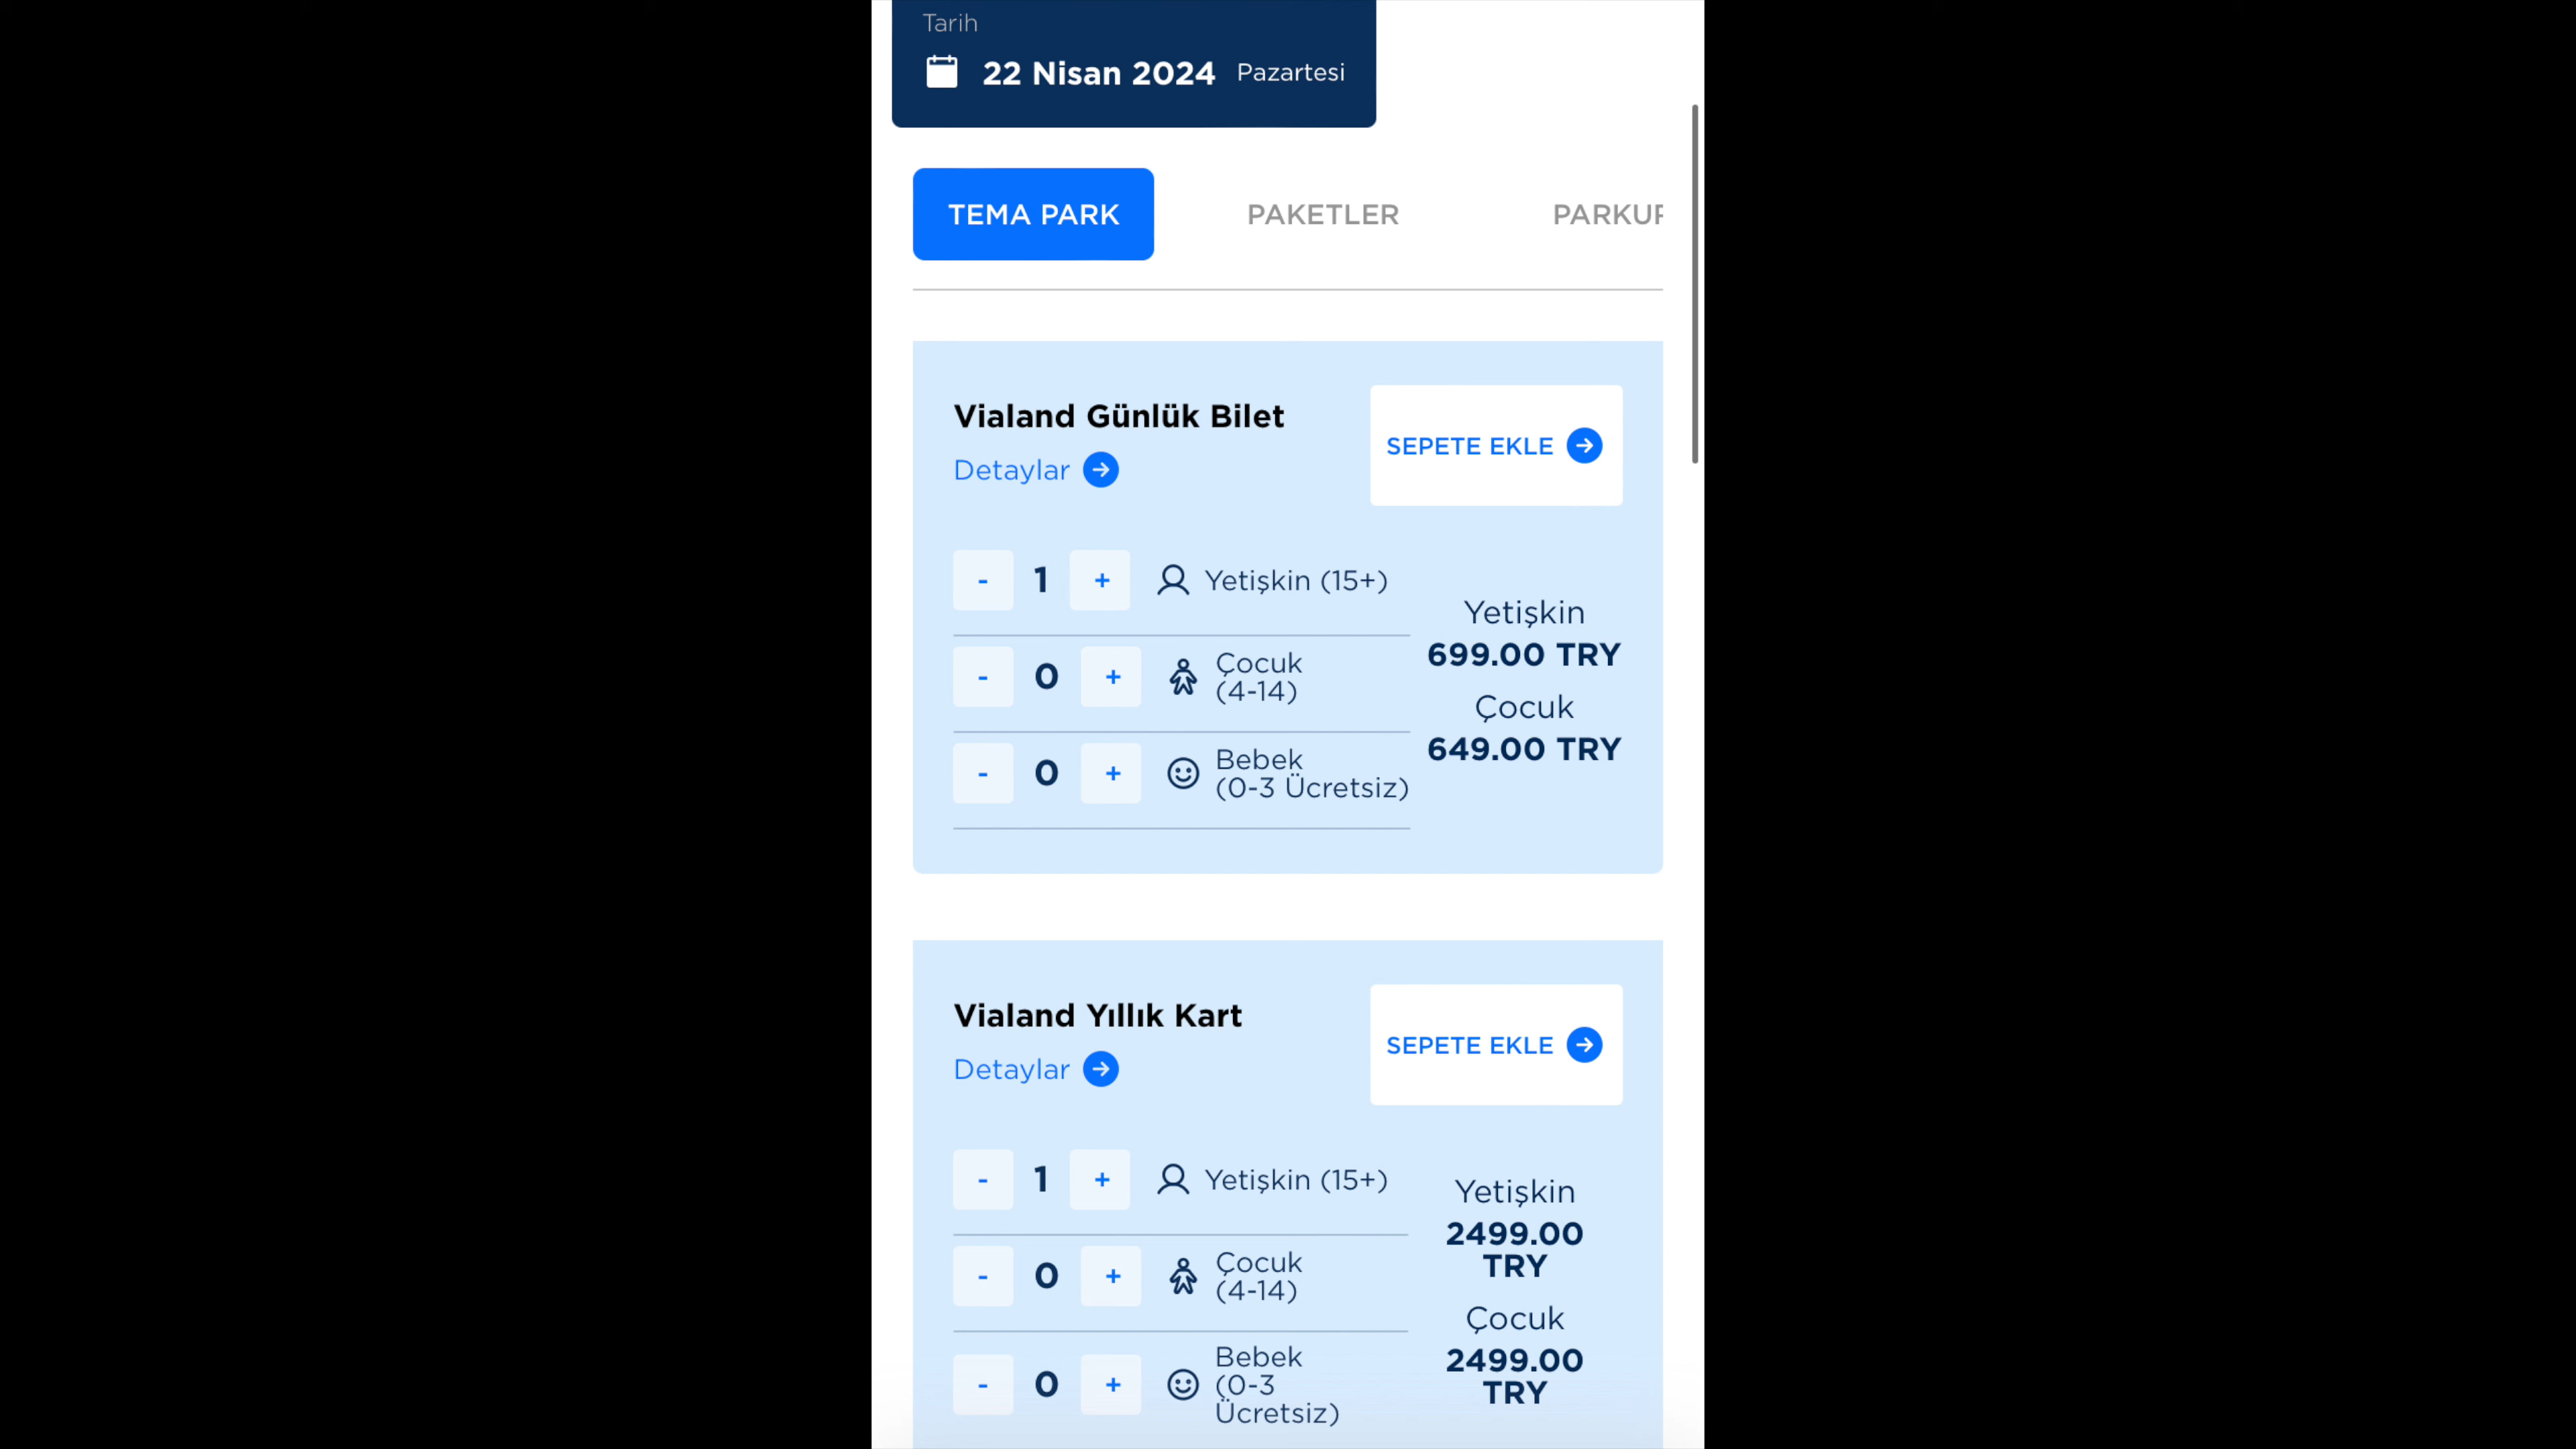 Tarih
22 Nisan 2024 Pazartesi
TEMA PARK PAKETLER PARKUR
Vialand Günlük Bilet
SEPETE EKLE
Detaylar
- 1 + Yetişkin (15+)
Yetişkin
699.00 TRY
- 0 + Çocuk
(4-14)
Çocuk
649.00 TRY
- 0 + Bebek
(0-3 Ücretsiz)
Vialand Yıllık Kart
SEPETE EKLE
Detaylar
- 1 + Yetişkin (15+)
Yetişkin
2499.00
TRY
- 0 + Çocuk
(4-14)
Çocuk
2499.00
TRY
- 0 + Bebek
(0-3
Ücretsiz)